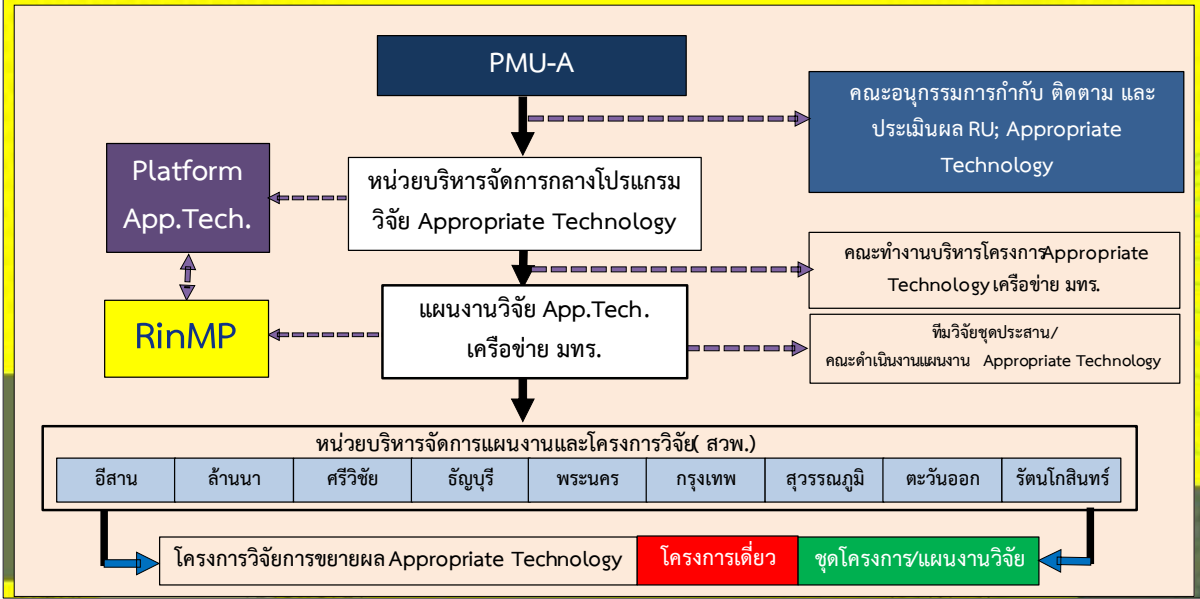 PMU-A
คณะอนุกรรมการกำกับ ติดตาม และ
ประเมินผล RU; Appropriate
Technology
Platform
App.Tech.
หน่วยบริหารจัดการกลางโปรแกรม
วิจัย Appropriate Technology
คณะทำงานบริหารโครงการAppropriate
Technology เครือข่าย มทร.
RinMP
แผนงานวิจัย App.Tech.
เครือข่าย มทร.
ทีมวิจัยชุดประสาน/
คณะดำเนินงานแผนงาน Appropriate Technology
หน่วยบริหารจัดการแผนงานและโครงการวิจัย( สวพ.)
อีสาน ล้านนา ศรีวิชัย ธัญบุรี พระนคร กรุงเทพ สุวรรณภูมิ ตะวันออก รัตนโกสินทร์
โครงการวิจัยการขยายผล Appropriate Technology โครงการเดี่ยว ชุดโครงการ/แผนงานวิจัย